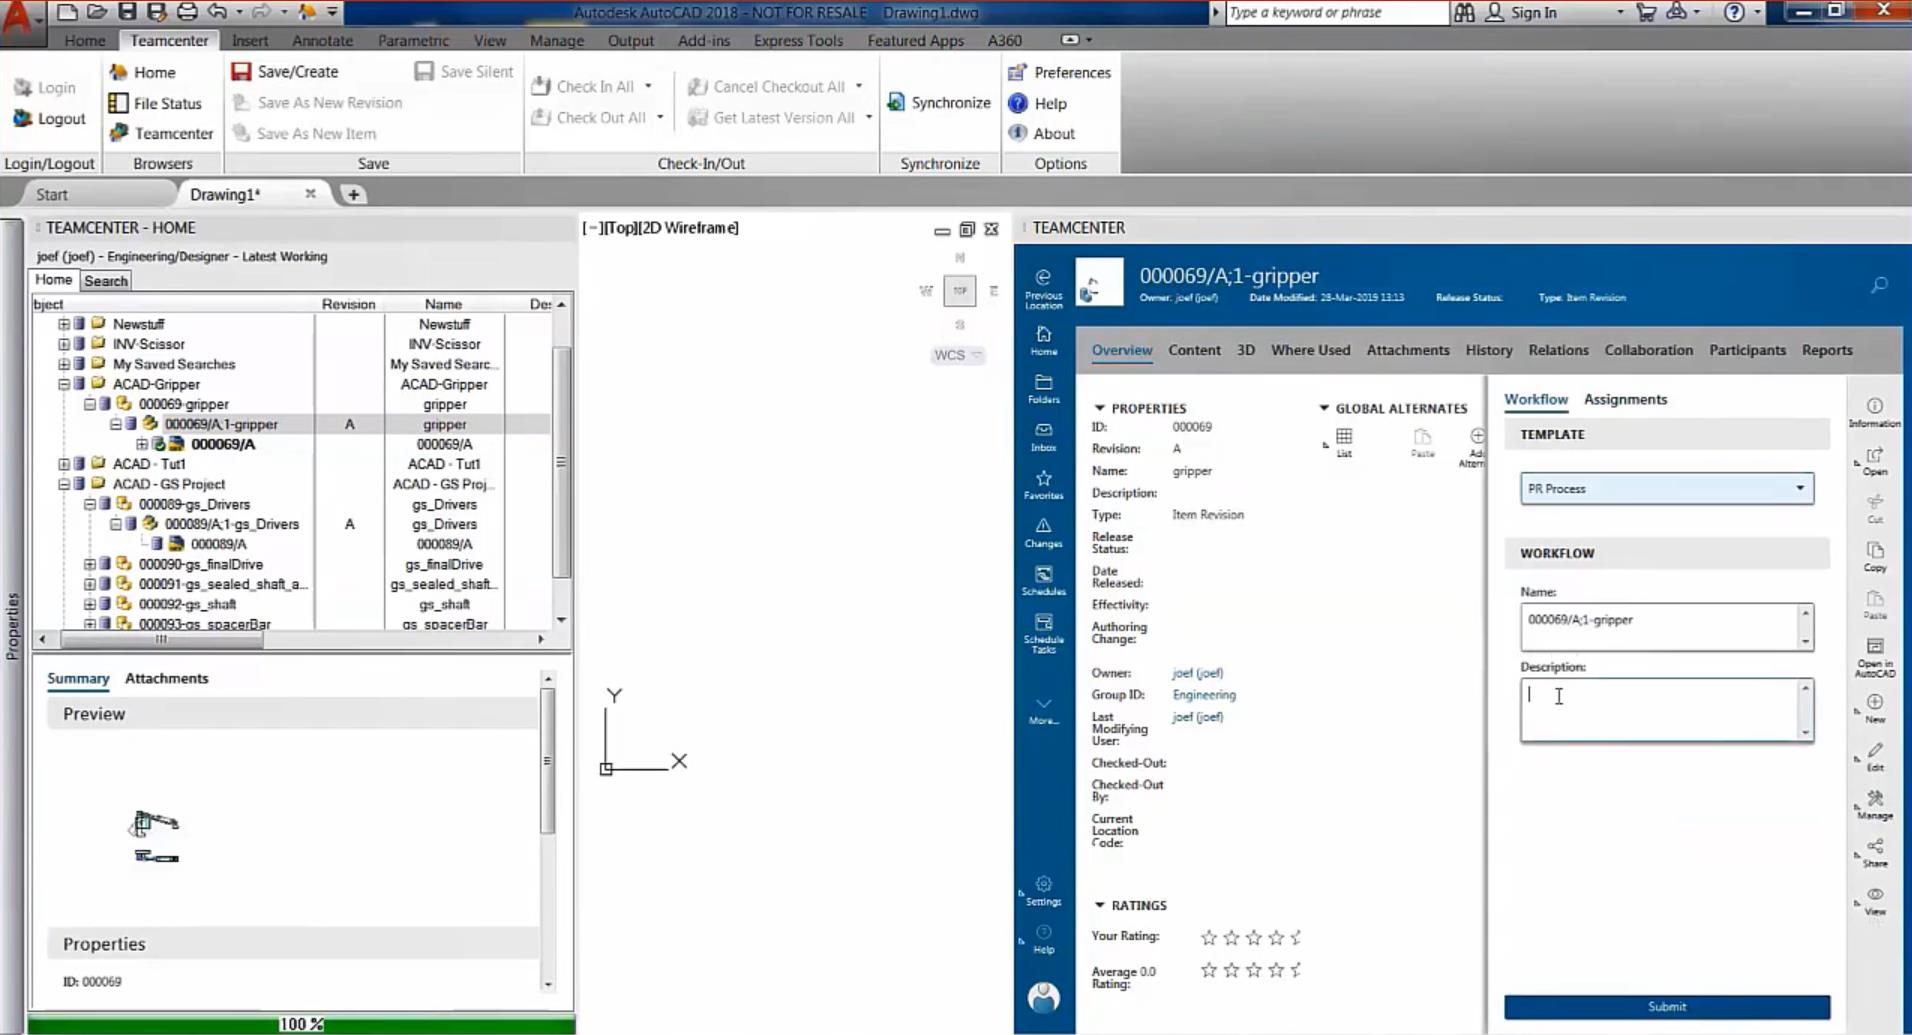 Autodesk AutoCAD 2018 - NOT FOR RESALE Drawing1.dwg
Type a keyword or phrase
Sign In
Home Teamcenter Insert Annotate Parametric View Manage Output Add-ins Express Tools Featured Apps A360
Login
Logout
Login/Logout
Home
File Status
Teamcenter
Browsers
Save/Create
Save As New Revision
Save As New Item
Save Silent
Save
Check In All
Check Out All
Cancel Checkout All
Get Latest Version All
Check-In/Out
Synchronize
Synchronize
Preferences
Help
About
Options
Start
Drawing1*
Properties
TEAMCENTER - HOME
joef (joef) - Engineering/Designer - Latest Working
Home Search
bject Revision Name Des
Newstuff Newstuff
INV-Scissor INV-Scissor
My Saved Searches My Saved Searc...
ACAD-Gripper ACAD-Gripper
000069-gripper gripper
000069/A;1-gripper A gripper
000069/A 000069/A
ACAD - Tut1 ACAD - Tut1
ACAD - GS Project ACAD - GS Proj...
000089-gs_Drivers gs_Drivers
000089/A;1-gs_Drivers A gs_Drivers
000089/A 000089/A
000090-gs_finalDrive gs_finalDrive
000091-gs_sealed_shaft_a... gs_sealed_shaft...
000092-gs_shaft gs_shaft
000093-gs_spacerBar gs_spacerBar
Summary Attachments
Preview
Properties
ID: 000069
100 %
[−][Top][2D Wireframe]
N
W TOP E
S
WCS
Y
X
TEAMCENTER
Previous
Location
Home
Folders
Inbox
Favorites
Changes
Schedules
Schedule
Tasks
More...
Settings
Help
000069/A;1-gripper
Owner: joef (joef) Date Modified: 28-Mar-2019 13:13 Release Status: Type: Item Revision
Overview Content 3D Where Used Attachments History Relations Collaboration Participants Reports
PROPERTIES
ID: 000069
Revision: A
Name: gripper
Description:
Type: Item Revision
Release
Status:
Date
Released:
Effectivity:
Authoring
Change:
Owner: joef (joef)
Group ID: Engineering
Last joef (joef)
Modifying
User:
Checked-Out:
Checked-Out
By:
Current
Location
Code:
RATINGS
Your Rating:
Average 0.0
Rating:
GLOBAL ALTERNATES
List
Paste
Add
Altern
Workflow Assignments
TEMPLATE
PR Process
WORKFLOW
Name:
000069/A;1-gripper
Description:
Submit
Information
Open
Cut
Copy
Paste
Open in
AutoCAD
New
Edit
Manage
Share
View